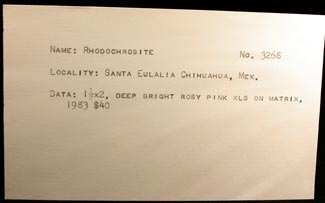 NAME: RHODOCHROSITE No. 3268
LOCALITY: SANTA EULALIA CHIHUAHUA, MEX.
DATA: 1½x2, DEEP BRIGHT ROSY PINK XLS ON MATRIX.
1983 $40